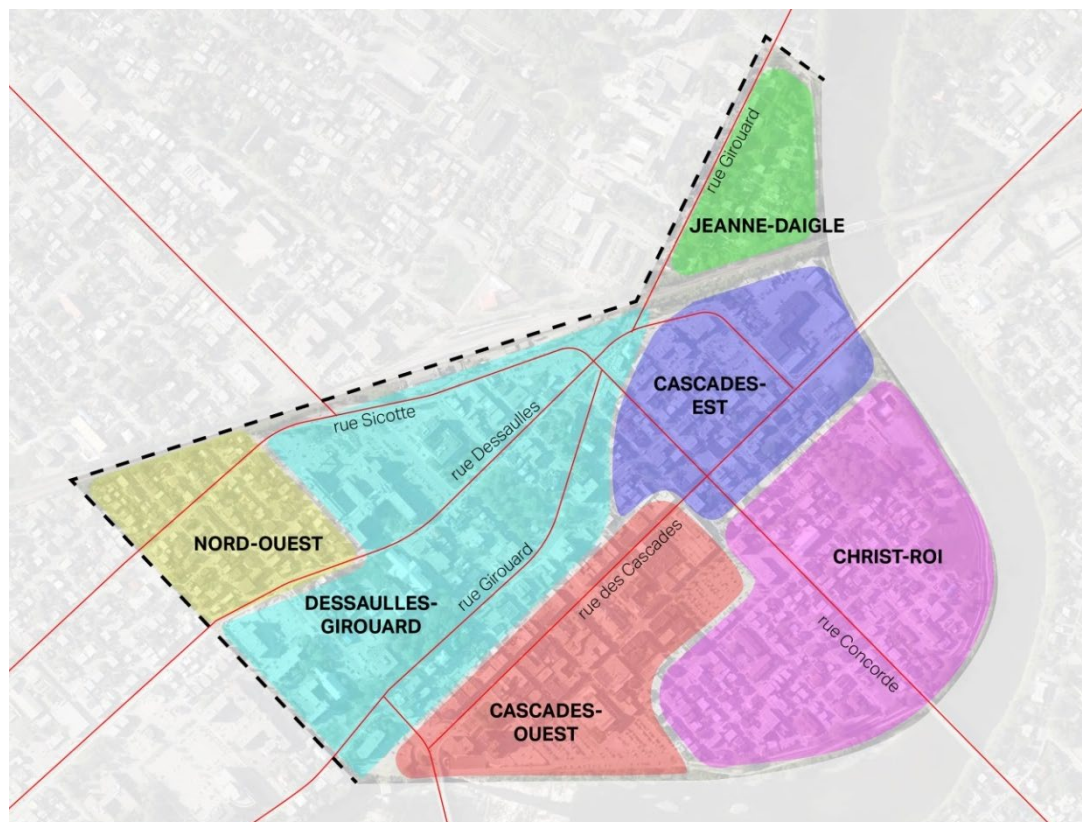 rue Girouard
JEANNE-DAIGLE
CASCADES-
EST
rue Sicotte
rue Dessaulles
NORD-OUEST
rue Girouard
rue des Cascades
CHRIST-ROI
DESSAULLES-
GIROUARD
rue Concorde
CASCADES-
OUEST